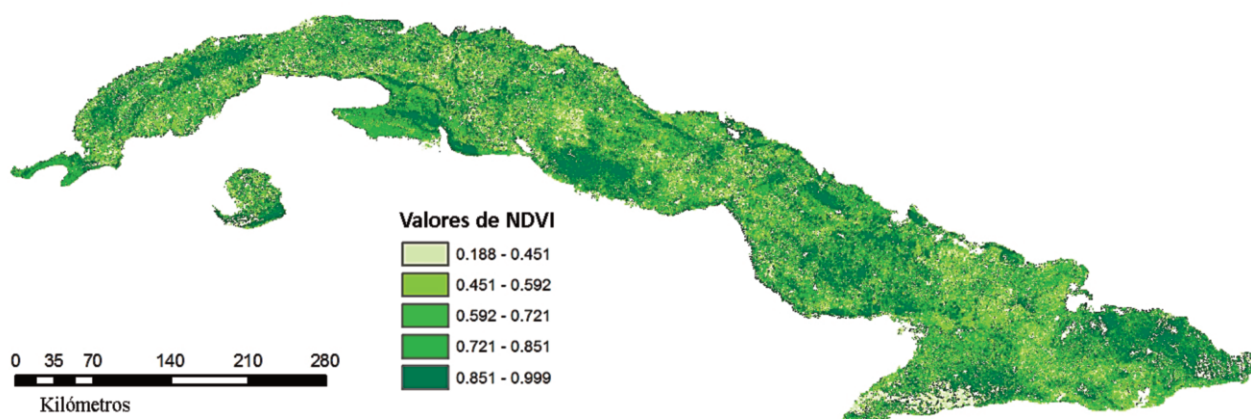 Valores de NDVI
0.188 - 0.451
0.451 - 0.592
0.592 - 0.721
0.721 - 0.851
0.851 - 0.999
0 35 70 140 210 280
Kilómetros